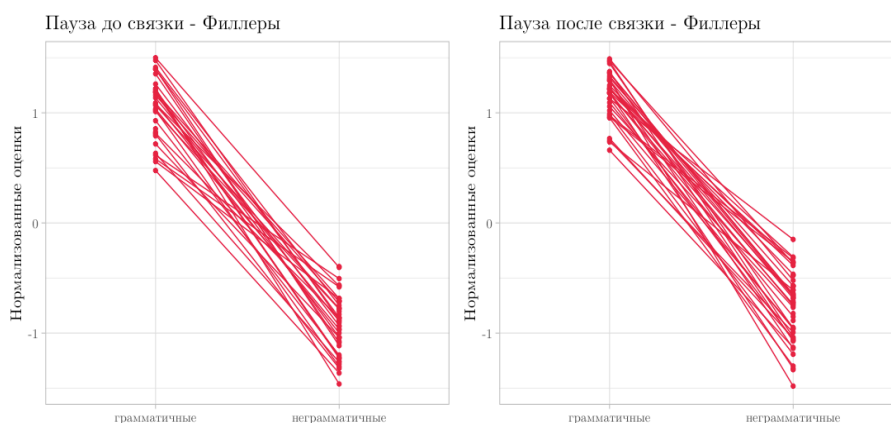 Пауза до связки - Филлеры
Нормализованные оценки
1
0
-1
грамматичные
неграмматичные
Пауза после связки - Филлеры
Нормализованные оценки
1
0
-1
грамматичные
неграмматичные